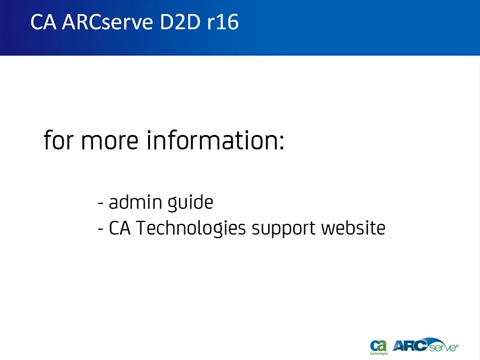 CA ARCserve D2D r16
for more information:
- admin guide
- CA Technologies support website
ca
technologies
ARCserve®